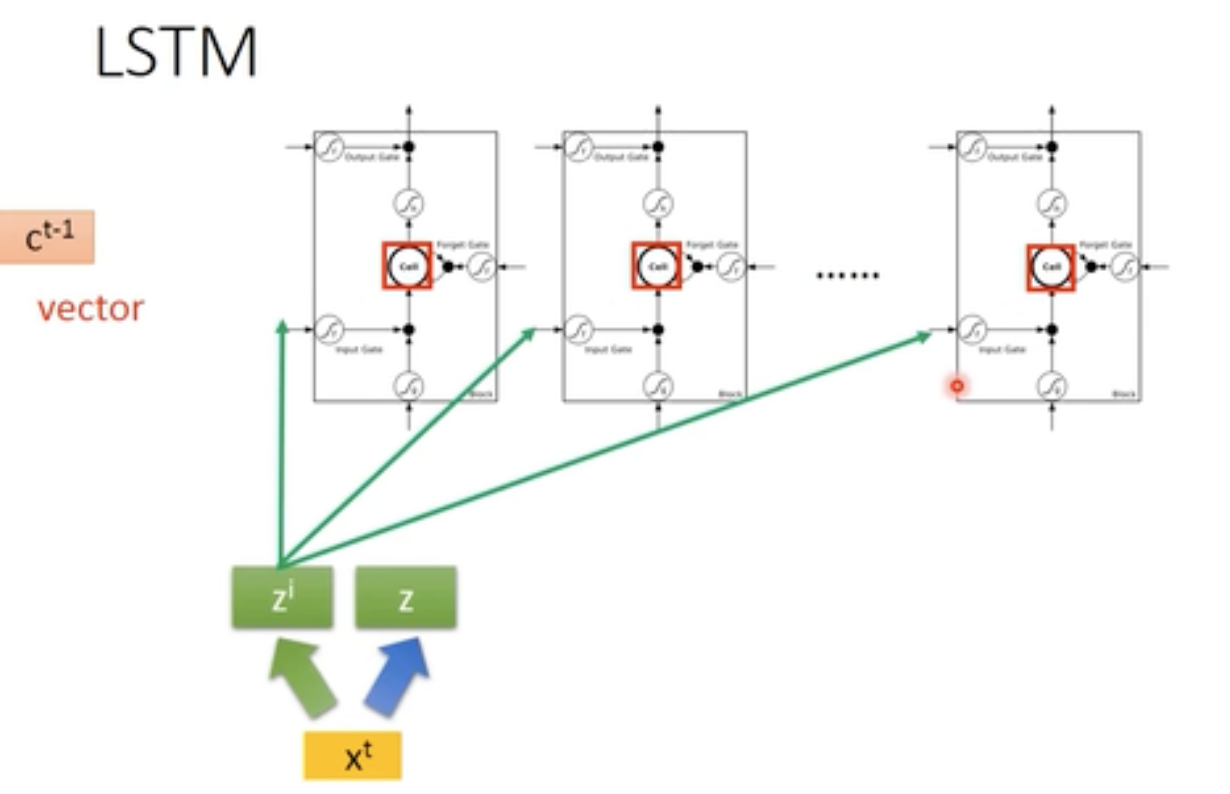 LSTM
c^t-1
vector
Output Gate
Forget Gate
Cell
Input Gate
Block
Output Gate
Forget Gate
Cell
Input Gate
Block
......
Output Gate
Forget Gate
Cell
Input Gate
Block
z^i
z
x^t